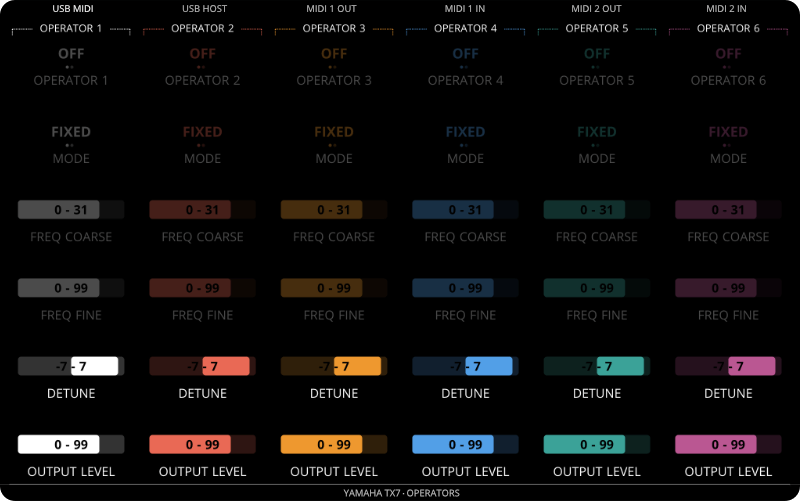 USB MIDI USB HOST MIDI 1 OUT MIDI 1 IN MIDI 2 OUT MIDI 2 IN
OPERATOR 1 OPERATOR 2 OPERATOR 3 OPERATOR 4 OPERATOR 5 OPERATOR 6
OFF OFF OFF OFF OFF OFF
OPERATOR 1 OPERATOR 2 OPERATOR 3 OPERATOR 4 OPERATOR 5 OPERATOR 6
FIXED FIXED FIXED FIXED FIXED FIXED
MODE MODE MODE MODE MODE MODE
0 - 31 0 - 31 0 - 31 0 - 31 0 - 31 0 - 31
FREQ COARSE FREQ COARSE FREQ COARSE FREQ COARSE FREQ COARSE FREQ COARSE
0 - 99 0 - 99 0 - 99 0 - 99 0 - 99 0 - 99
FREQ FINE FREQ FINE FREQ FINE FREQ FINE FREQ FINE FREQ FINE
-7 - 7 -7 - 7 -7 - 7 -7 - 7 -7 - 7 -7 - 7
DETUNE DETUNE DETUNE DETUNE DETUNE DETUNE
0 - 99 0 - 99 0 - 99 0 - 99 0 - 99 0 - 99
OUTPUT LEVEL OUTPUT LEVEL OUTPUT LEVEL OUTPUT LEVEL OUTPUT LEVEL OUTPUT LEVEL
YAMAHA TX7 · OPERATORS